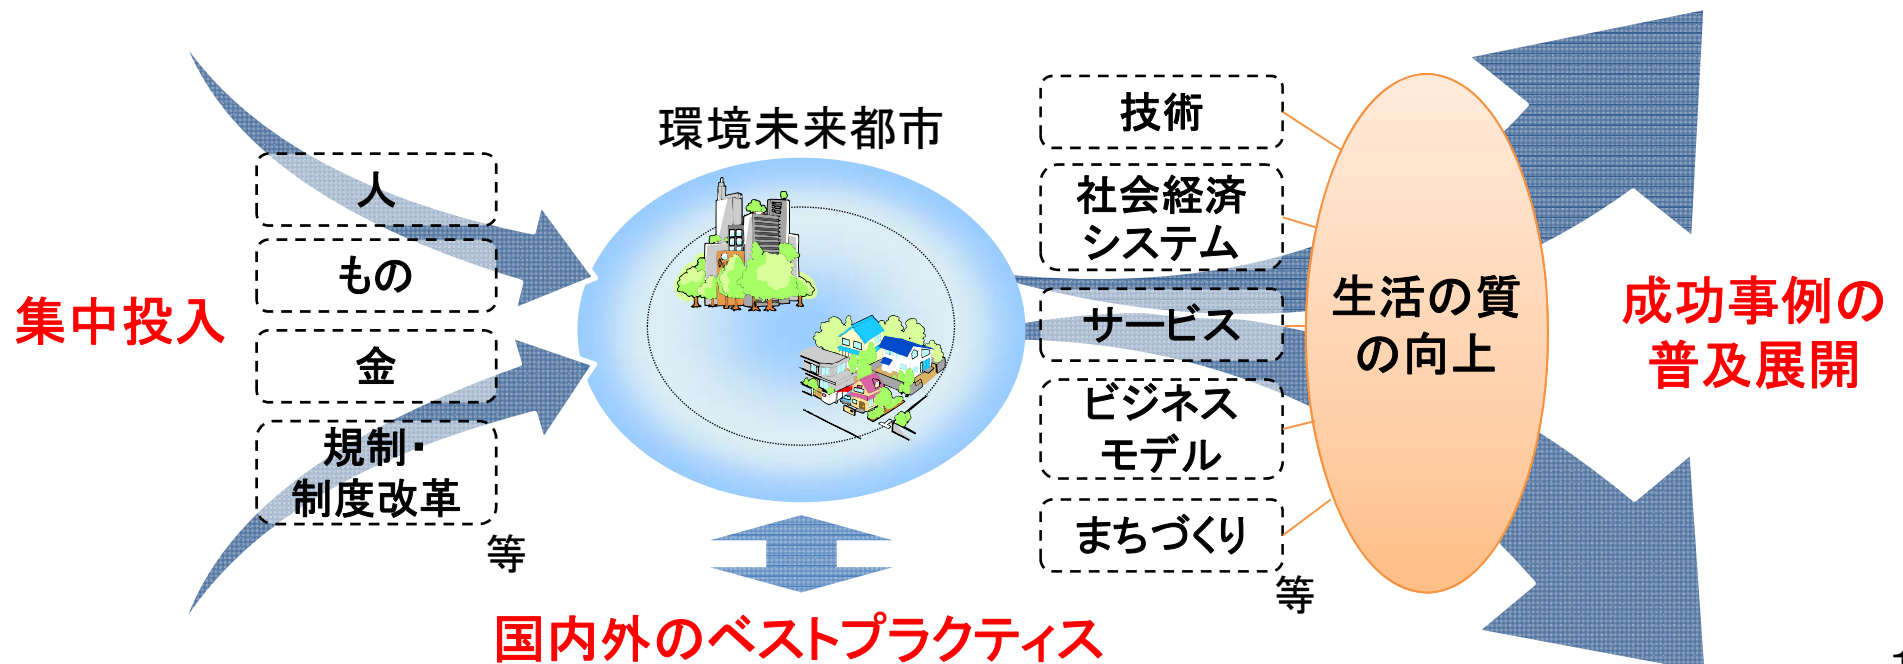 集中投入
人
もの
金
規制・
制度改革
等
環境未来都市
国内外のベストプラクティス
技術
社会経済
システム
サービス
ビジネス
モデル
まちづくり
等
生活の質
の向上
成功事例の
普及展開